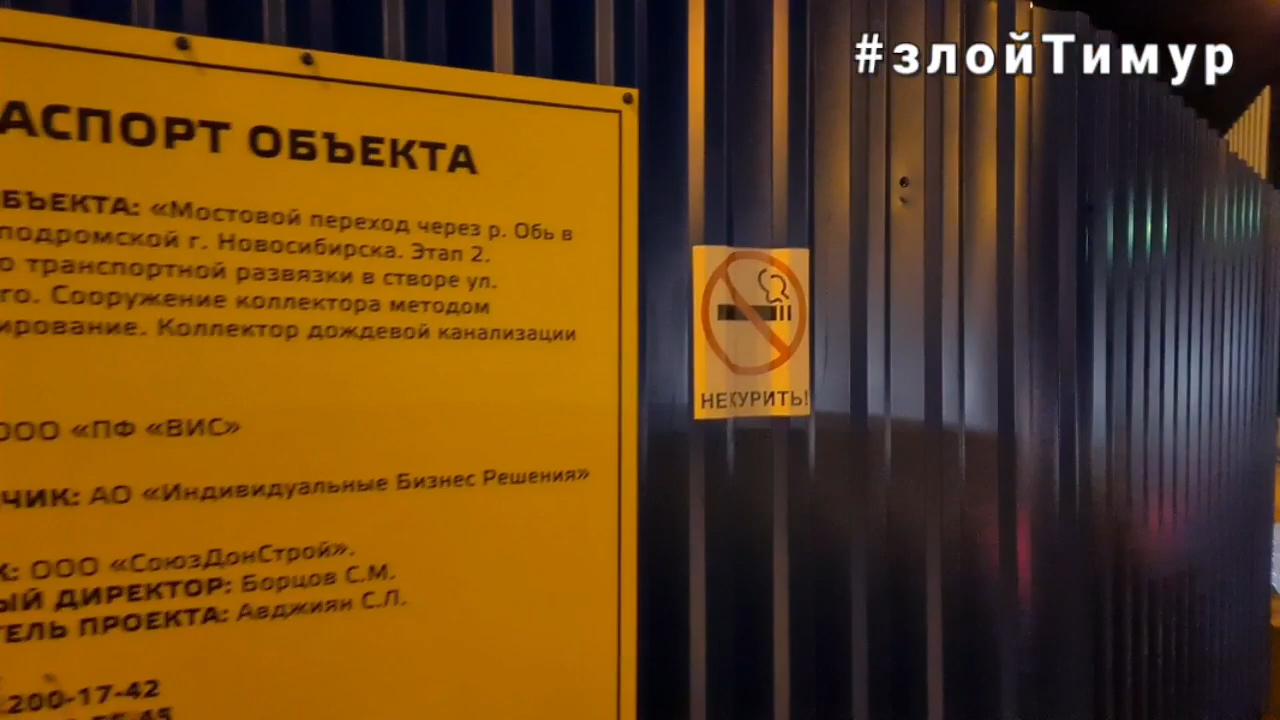 #злойТимур
АСПОРТ ОБЪЕКТА
БЪЕКТА: «Мостовой переход через р. Обь в
подромской г. Новосибирска. Этап 2.
о транспортной развязки в створе ул.
го. Сооружение коллектора методом
ирование. Коллектор дождевой канализации
ООО «ПФ «ВИС»
ЧИК: АО «Индивидуальные Бизнес Решения»
К: ООО «СоюзДонСтрой».
ЫЙ ДИРЕКТОР: Борцов С.М.
ТЕЛЬ ПРОЕКТА: Авджиян С.Л.
200-17-42
НЕ КУРИТЬ!